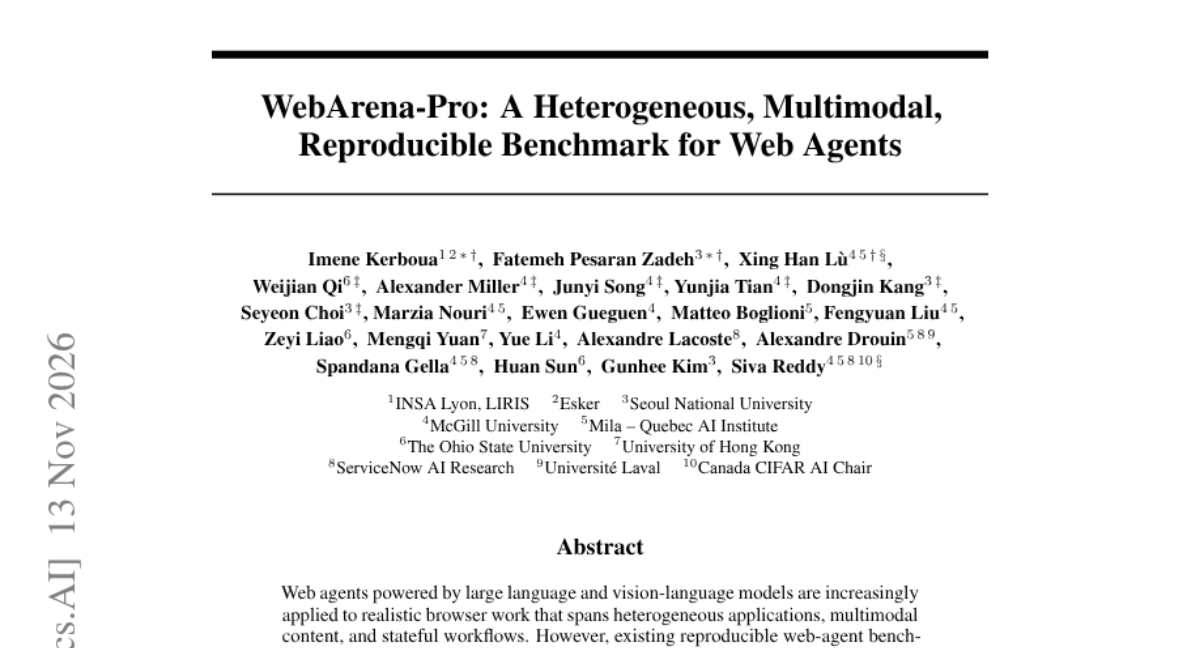 WebArena-Pro: A Heterogeneous, Multimodal,
Reproducible Benchmark for Web Agents
Imene Kerboua¹ ² * †, Fatemeh Pesaran Zadeh³ * †, Xing Han Lù⁴ ⁵ † §,
Weijian Qi⁶ ‡, Alexander Miller⁴ ‡, Junyi Song⁴ ‡, Yunjia Tian⁴ ‡, Dongjin Kang³ ‡,
Seyeon Choi³ ‡, Marzia Nouri⁴ ⁵, Ewen Gueguen⁴, Matteo Boglioni⁵, Fengyuan Liu⁴ ⁵,
Zeyi Liao⁶, Mengqi Yuan⁷, Yue Li⁴, Alexandre Lacoste⁸, Alexandre Drouin⁵ ⁸ ⁹,
Spandana Gella⁴ ⁵ ⁸, Huan Sun⁶, Gunhee Kim³, Siva Reddy⁴ ⁵ ⁸ ¹⁰ §
¹INSA Lyon, LIRIS ²Esker ³Seoul National University
⁴McGill University ⁵Mila – Quebec AI Institute
⁶The Ohio State University ⁷University of Hong Kong
⁸ServiceNow AI Research ⁹Université Laval ¹⁰Canada CIFAR AI Chair
Abstract
Web agents powered by large language and vision-language models are increasingly
applied to realistic browser work that spans heterogeneous applications, multimodal
content, and stateful workflows. However, existing reproducible web-agent bench-
cs.AI] 13 Nov 2026